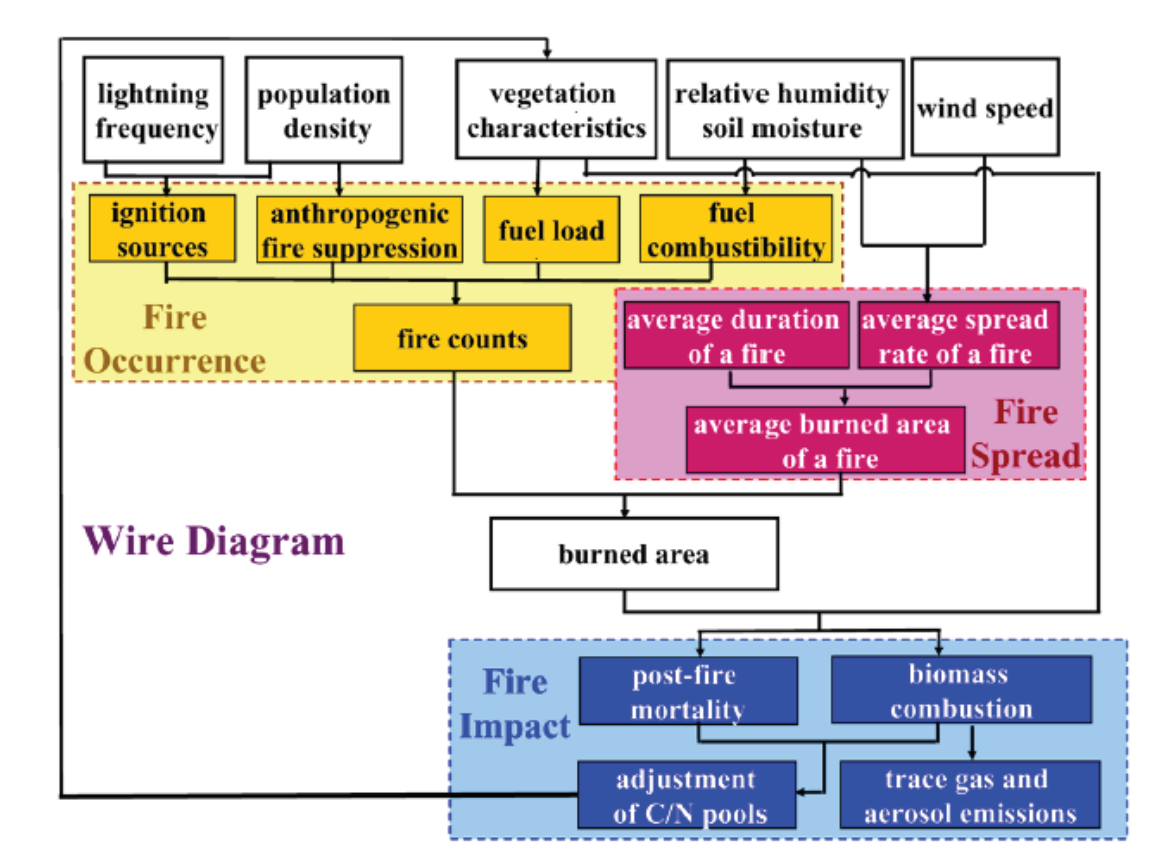 lightning
frequency
population
density
vegetation
characteristics
relative humidity
soil moisture
wind speed
ignition
sources
anthropogenic
fire suppression
fuel load
fuel
combustibility
Fire
Occurrence
fire counts
average duration
of a fire
average spread
rate of a fire
average burned area
of a fire
Fire
Spread
Wire Diagram
burned area
Fire
Impact
post-fire
mortality
biomass
combustion
adjustment
of C/N pools
trace gas and
aerosol emissions